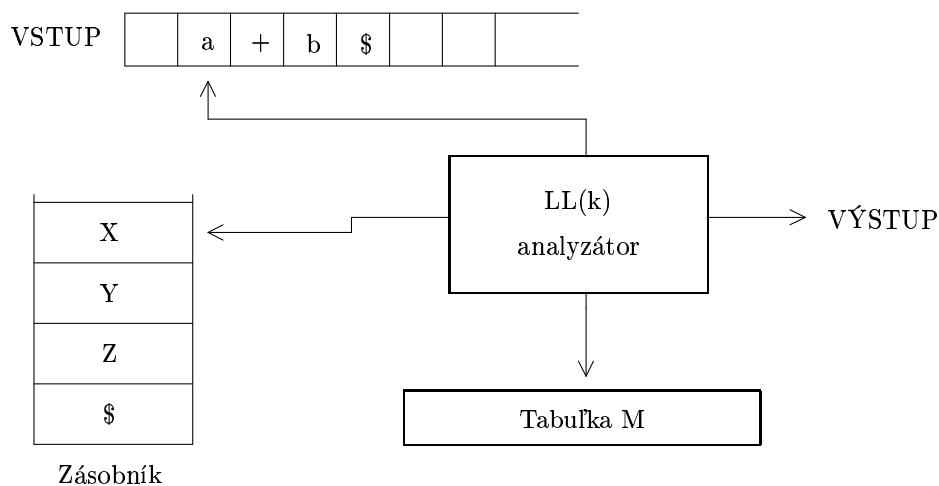 VSTUP a + b $
LL(k)
analyzátor
VÝSTUP
X
Y
Z
$
Tabuľka M
Zásobník